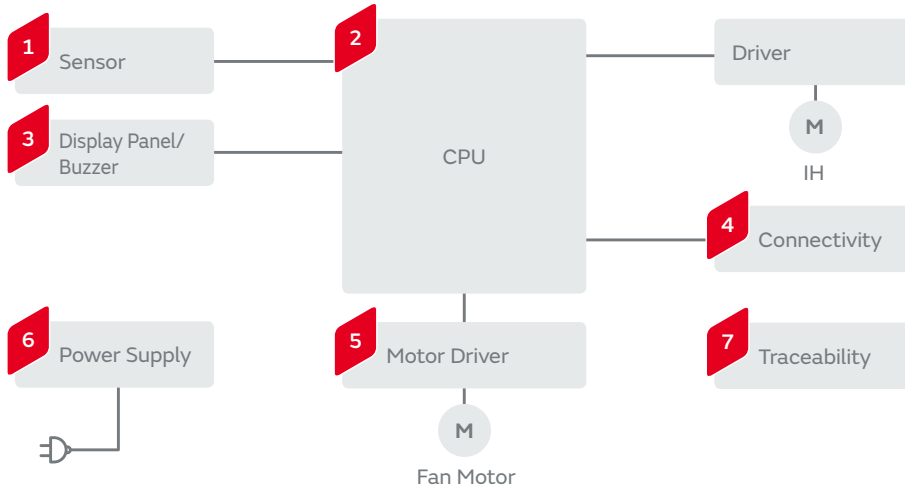 1
Sensor
2
CPU
Driver
M
IH
3
Display Panel/
Buzzer
4
Connectivity
6
Power Supply
5
Motor Driver
M
Fan Motor
7
Traceability